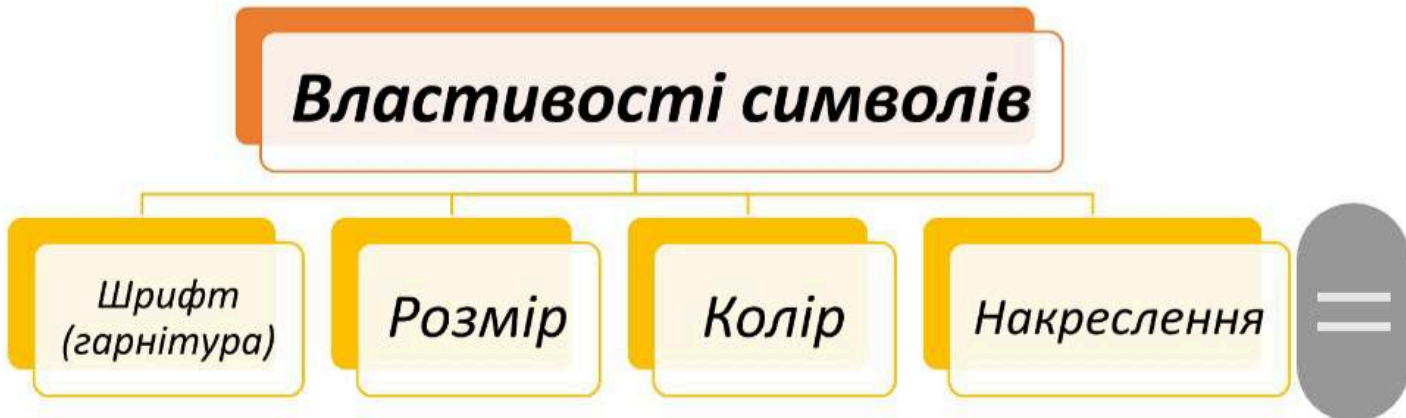 Властивості символів
Шрифт
(гарнітура)
Розмір
Колір
Накреслення